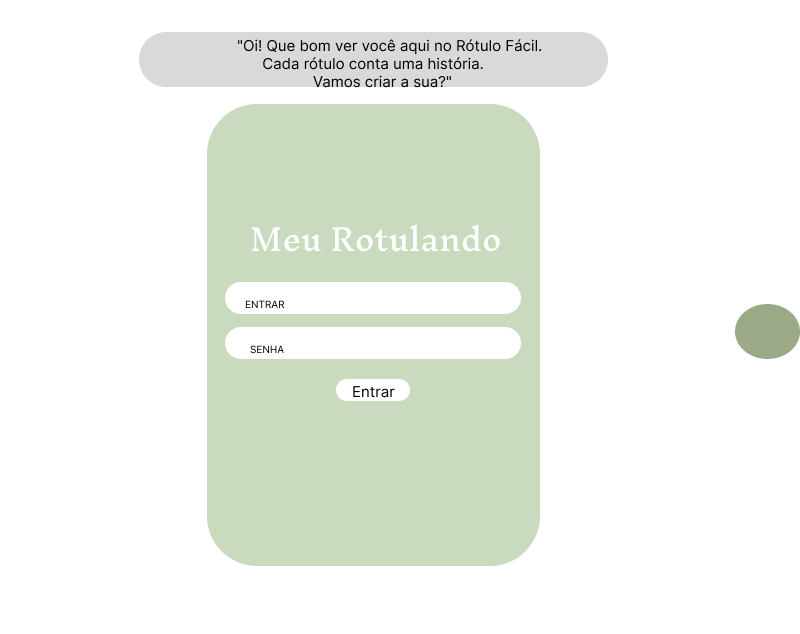 "Oi! Que bom ver você aqui no Rótulo Fácil.
Cada rótulo conta uma história.
Vamos criar a sua?"
Meu Rotulando
ENTRAR
SENHA
Entrar